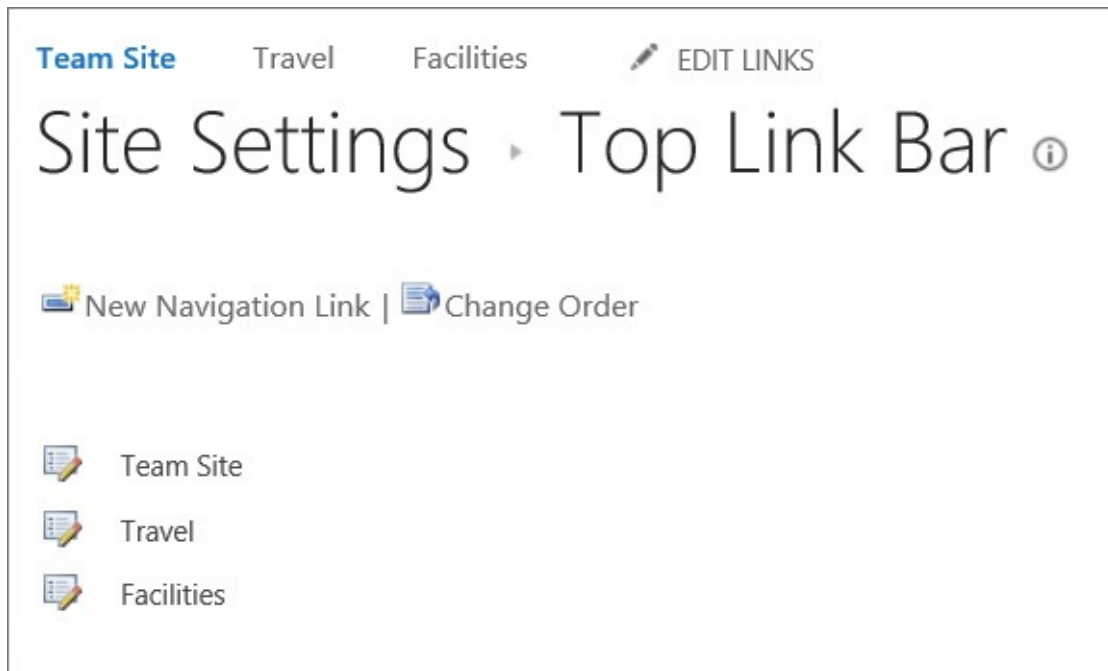 Team Site Travel Facilities EDIT LINKS
Site Settings Top Link Bar
New Navigation Link | Change Order
Team Site
Travel
Facilities